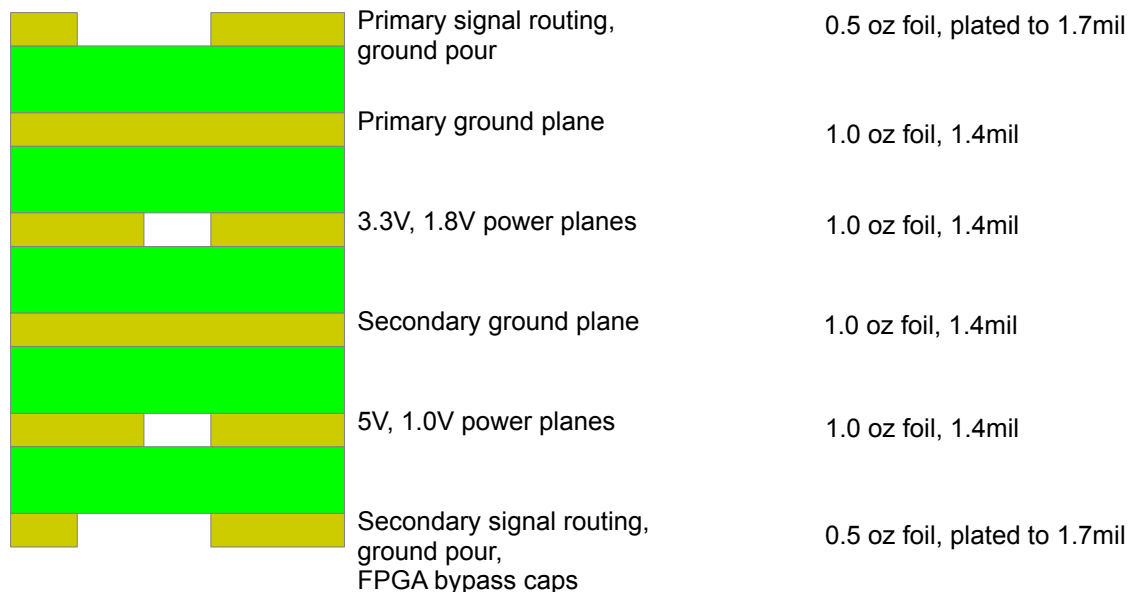 Primary signal routing,
ground pour
0.5 oz foil, plated to 1.7mil
Primary ground plane
1.0 oz foil, 1.4mil
3.3V, 1.8V power planes
1.0 oz foil, 1.4mil
Secondary ground plane
1.0 oz foil, 1.4mil
5V, 1.0V power planes
1.0 oz foil, 1.4mil
Secondary signal routing,
ground pour,
FPGA bypass caps
0.5 oz foil, plated to 1.7mil